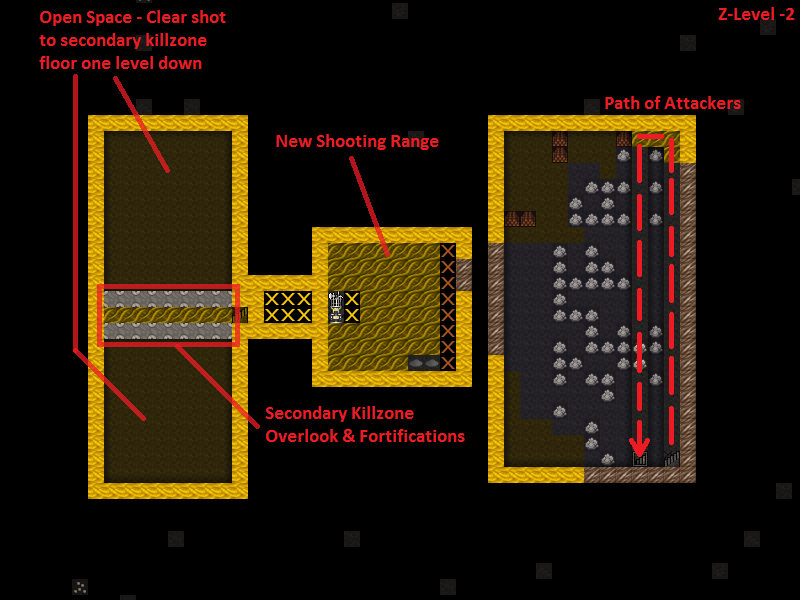 Open Space - Clear shot
to secondary killzone
floor one level down
Z-Level -2
Path of Attackers
New Shooting Range
Secondary Killzone
Overlook & Fortifications